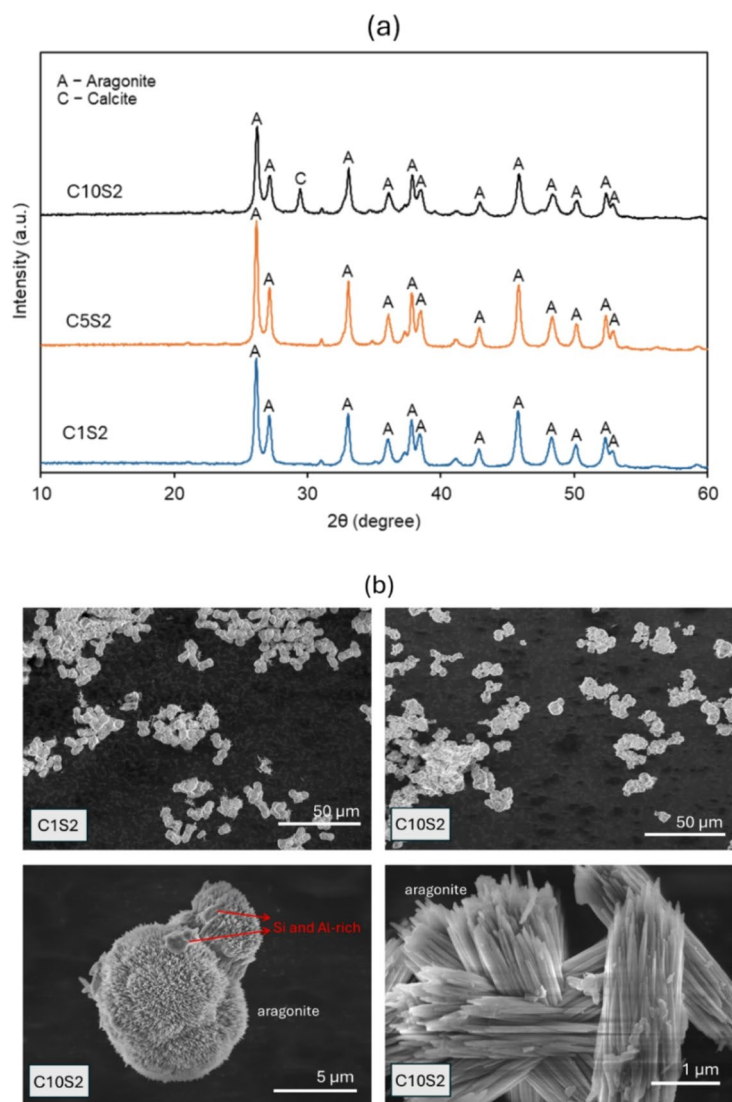 (a)
A – Aragonite
C – Calcite
A
A
C
A
A
A
A
A
A
A
A
A
A
C10S2
A
A
A
A
A
A
A
A
A
A
A
A
C5S2
A
A
A
A
A
A
A
A
A
A
A
A
C1S2
Intensity (a.u.)
10 20 30 40 50 60
2θ (degree)
(b)
C1S2
50 µm
C10S2
50 µm
Si and Al-rich
aragonite
C10S2
5 µm
aragonite
C10S2
1 µm